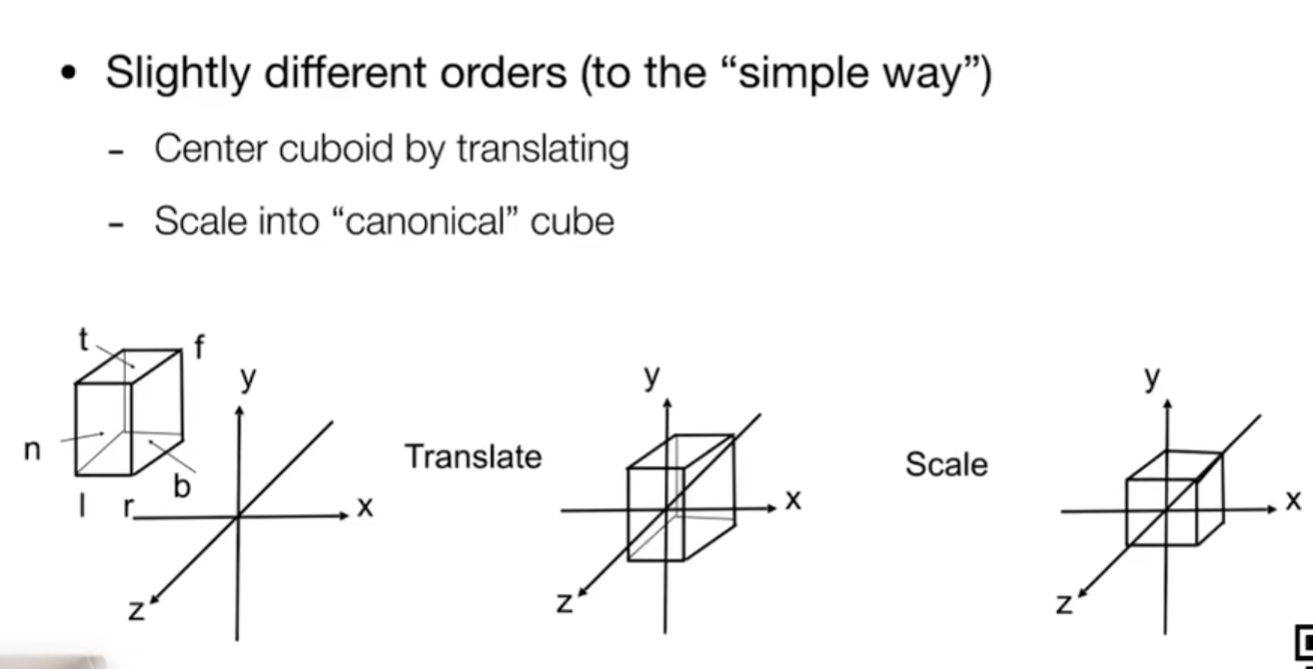 • Slightly different orders (to the “simple way”)
- Center cuboid by translating
- Scale into “canonical” cube
t
f
n
l
r
b
y
x
z
Translate
y
x
z
Scale
y
x
z